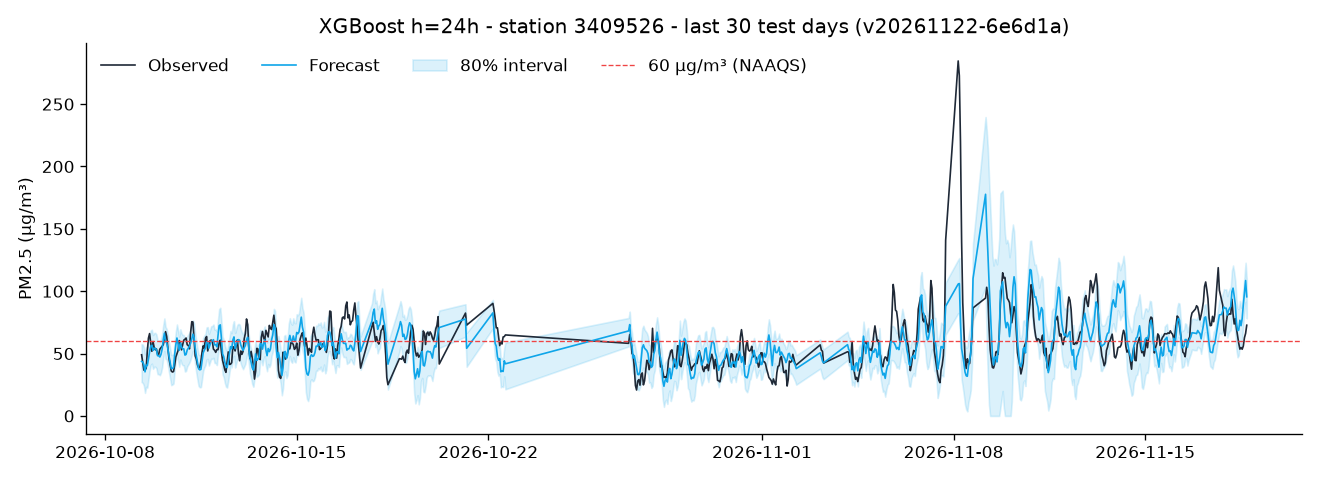 XGBoost h=24h - station 3409526 - last 30 test days (v20261122-6e6d1a)
Observed
Forecast
80% interval
60 µg/m³ (NAAQS)
PM2.5 (µg/m³)
250
200
150
100
50
0
2026-10-08
2026-10-15
2026-10-22
2026-11-01
2026-11-08
2026-11-15